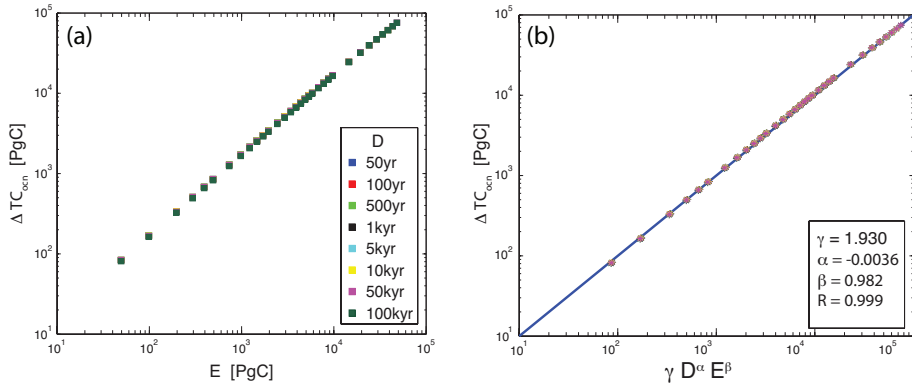 (a)
Δ TC_ocn [PgC]
10^5
10^4
10^3
10^2
10^1
10^1 10^2 10^3 10^4 10^5
E [PgC]
D
50yr
100yr
500yr
1kyr
5kyr
10kyr
50kyr
100kyr
(b)
Δ TC_ocn [PgC]
10^5
10^4
10^3
10^2
10^1
10^1 10^2 10^3 10^4 10^5
γ D^α E^β
γ = 1.930
α = -0.0036
β = 0.982
R = 0.999